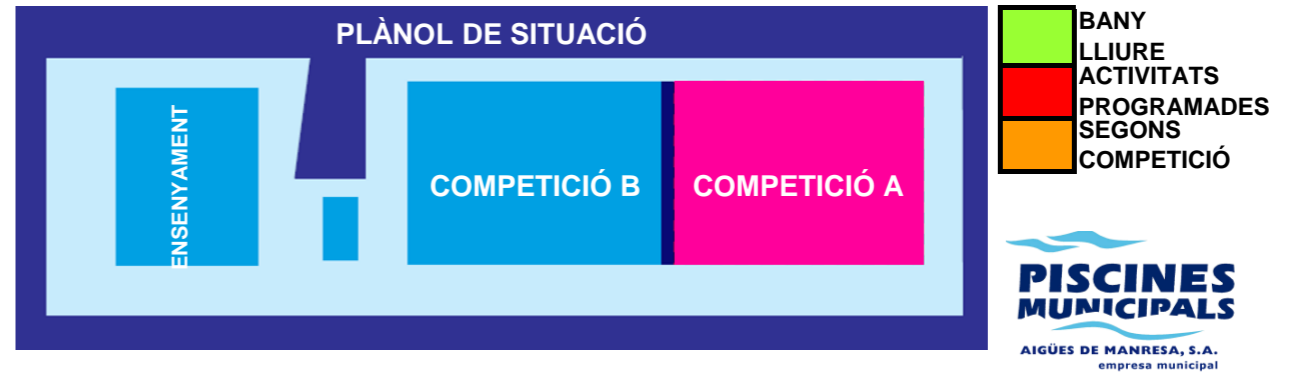 PLÀNOL DE SITUACIÓ
ENSENYAMENT
COMPETICIÓ B
COMPETICIÓ A
BANY
LLIURE
ACTIVITATS
PROGRAMADES
SEGONS
COMPETICIÓ
PISCINES
MUNICIPALS
AIGÜES DE MANRESA, S.A.
empresa municipal